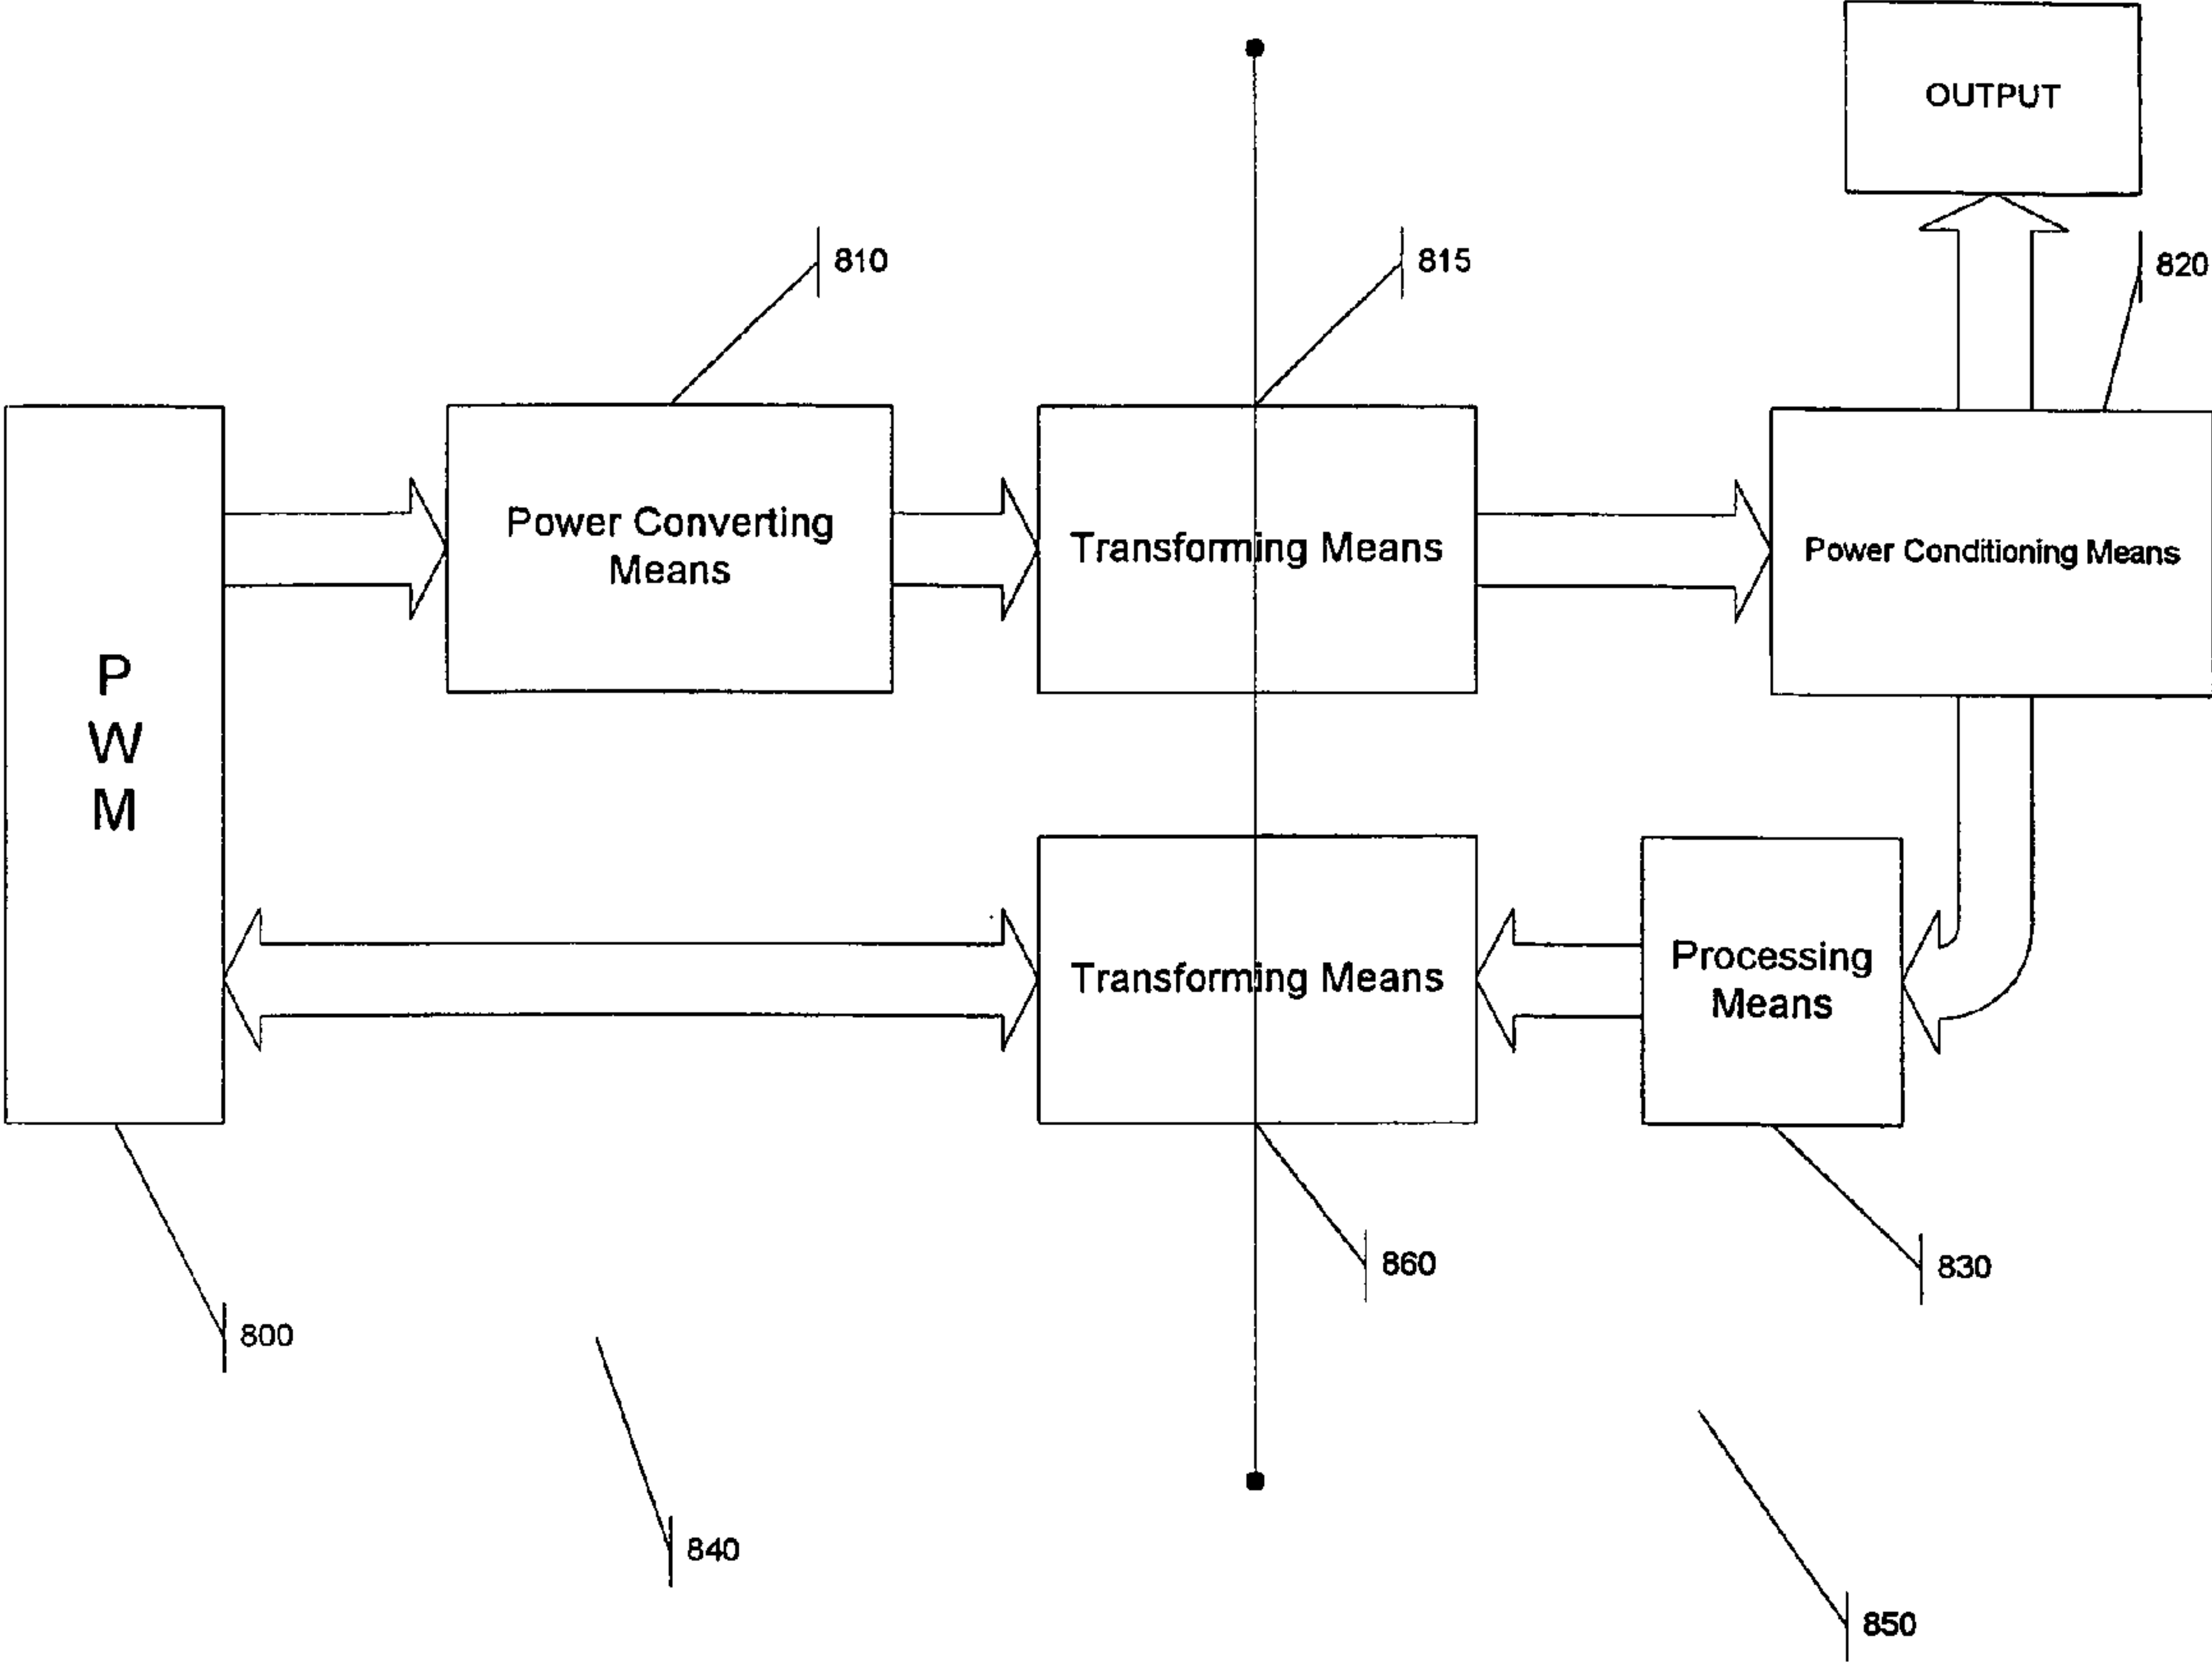 OUTPUT
810
815
820
Power Converting
Means
Transforming Means
Power Conditioning Means
P
W
M
Transforming Means
Processing
Means
860
830
800
840
850